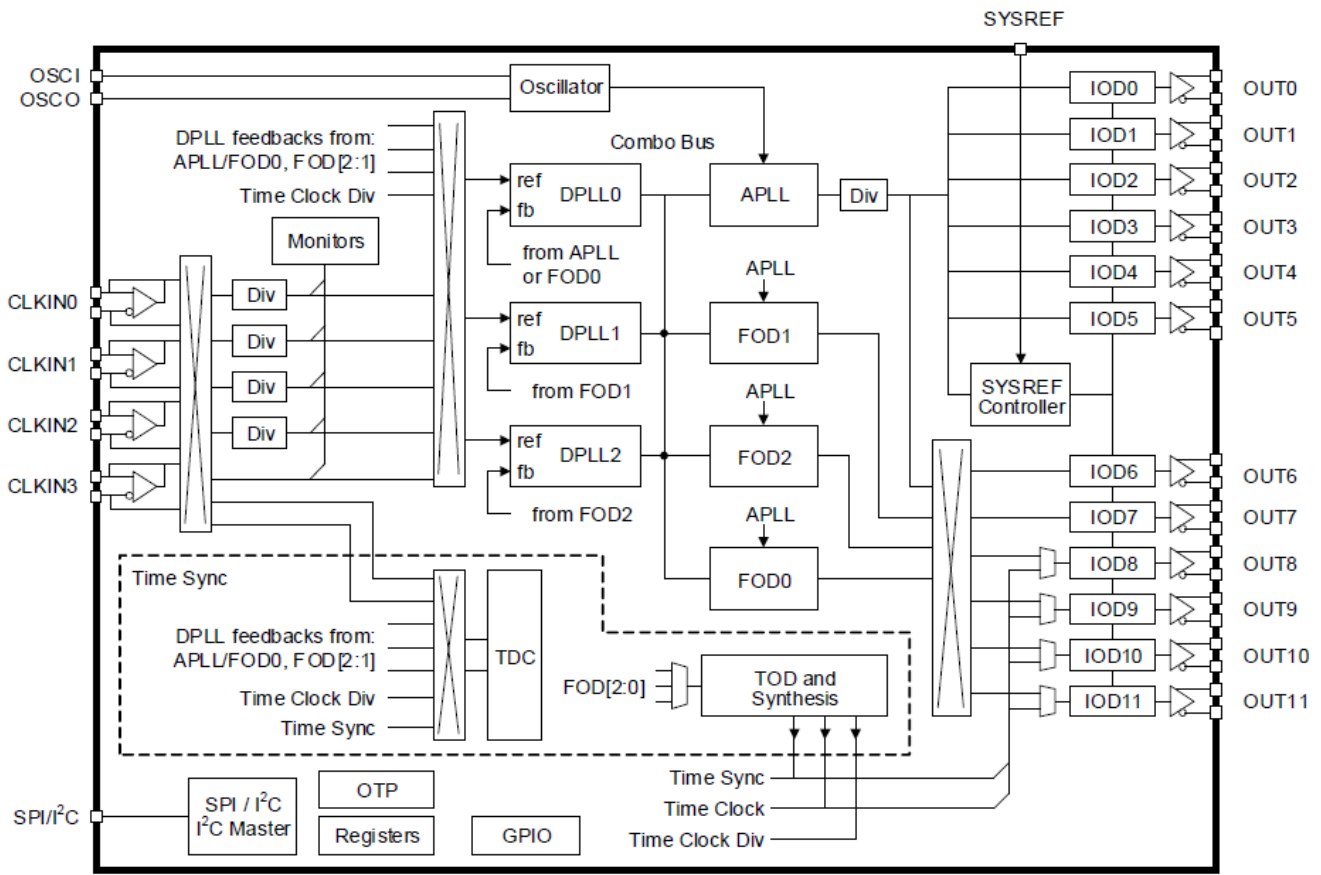 SYSREF
OSCI
OSCO
Oscillator
IOD0
OUT0
DPLL feedbacks from:
APLL/FOD0, FOD[2:1]
Combo Bus
IOD1
OUT1
Time Clock Div
ref
fb
DPLL0
APLL
Div
IOD2
OUT2
Monitors
IOD3
OUT3
from APLL
or FOD0
APLL
IOD4
OUT4
CLKIN0
Div
ref
fb
DPLL1
FOD1
IOD5
OUT5
Div
CLKIN1
Div
from FOD1
APLL
SYSREF
Controller
CLKIN2
Div
ref
fb
DPLL2
FOD2
IOD6
OUT6
CLKIN3
from FOD2
APLL
IOD7
OUT7
Time Sync
FOD0
IOD8
OUT8
IOD9
OUT9
DPLL feedbacks from:
APLL/FOD0, FOD[2:1]
TDC
IOD10
OUT10
Time Clock Div
FOD[2:0]
TOD and
Synthesis
IOD11
OUT11
Time Sync
Time Sync
Time Clock
Time Clock Div
SPI/I²C
SPI / I²C
I²C Master
OTP
Registers
GPIO